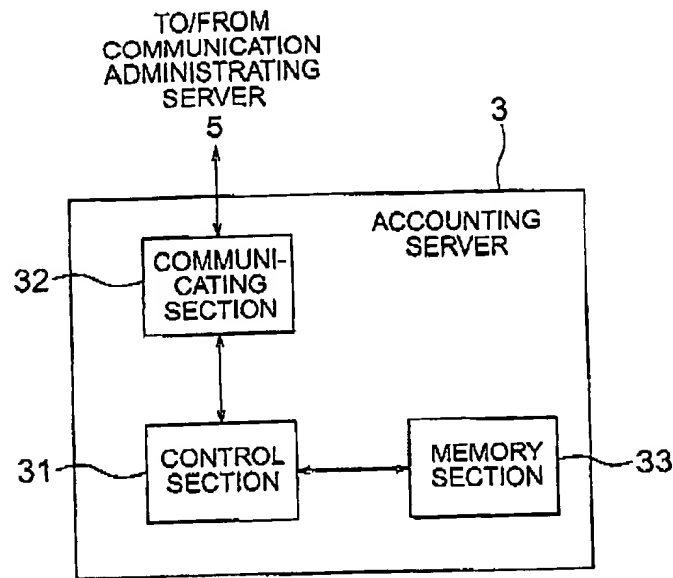 TO/FROM
COMMUNICATION
ADMINISTRATING
SERVER
5
3
ACCOUNTING
SERVER
32
COMMUNI-
CATING
SECTION
31
CONTROL
SECTION
MEMORY
SECTION
33